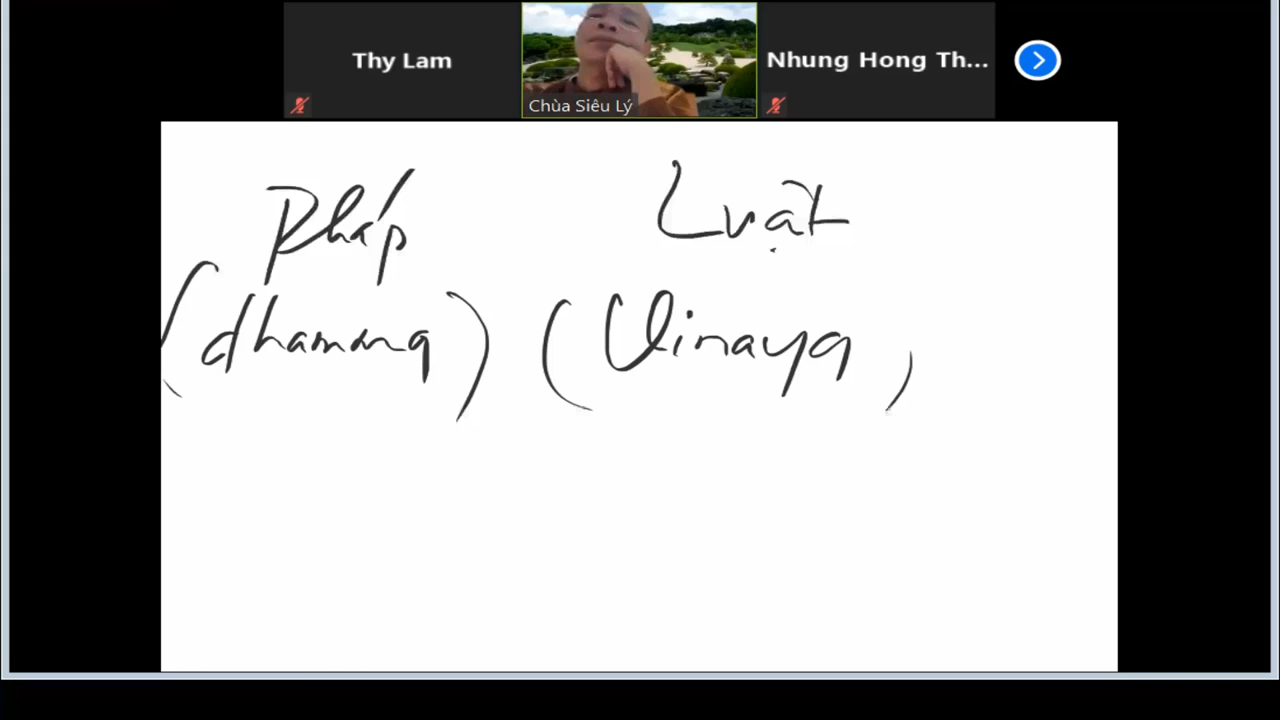 Thy Lam
Chùa Siêu Lý
Nhung Hong Th...
Pháp Luật
(dhamma) (Vinaya)